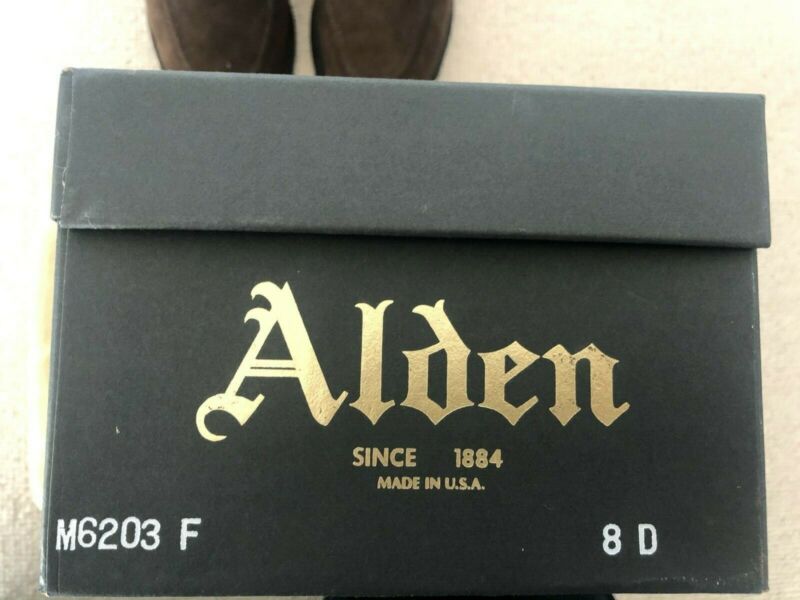 Alden
SINCE 1884
MADE IN U.S.A.
M6203 F 8 D